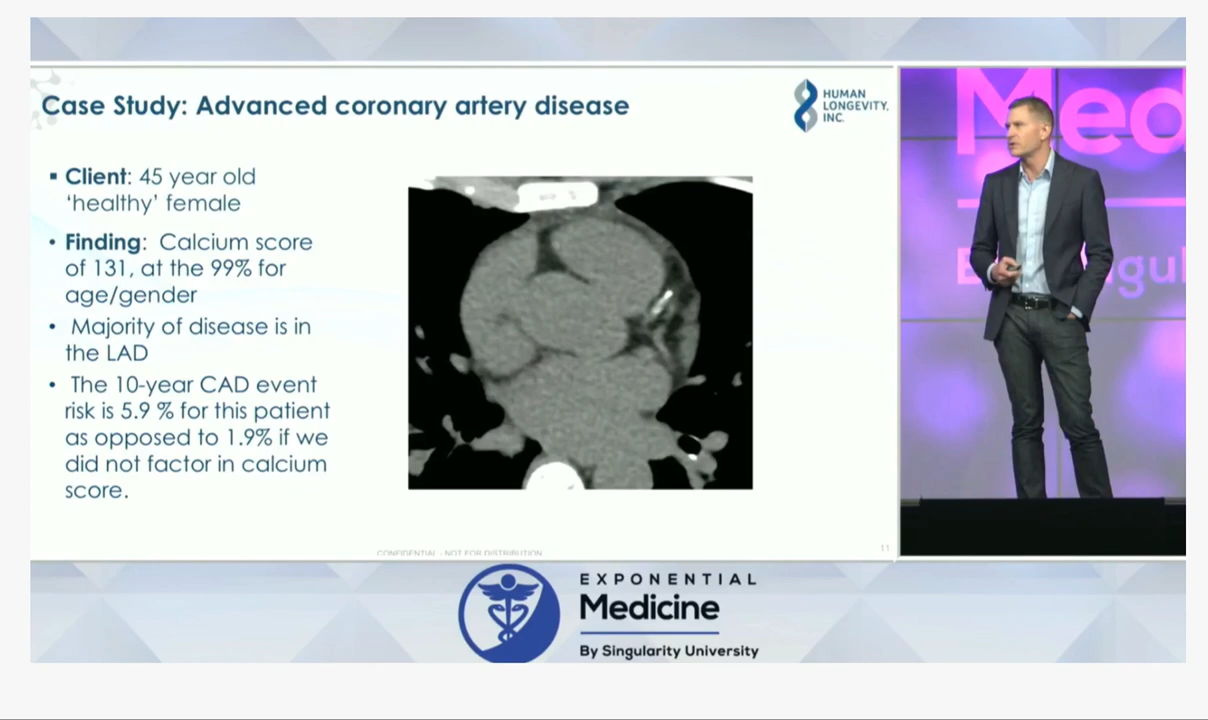 Case Study: Advanced coronary artery disease
HUMAN
LONGEVITY,
INC.
▪ Client: 45 year old
'healthy' female
• Finding: Calcium score
of 131, at the 99% for
age/gender
• Majority of disease is in
the LAD
• The 10-year CAD event
risk is 5.9 % for this patient
as opposed to 1.9% if we
did not factor in calcium
score.
CONFIDENTIAL - NOT FOR DISTRIBUTION
11
Med
EXPONENTIAL
Medicine
By Singularity University